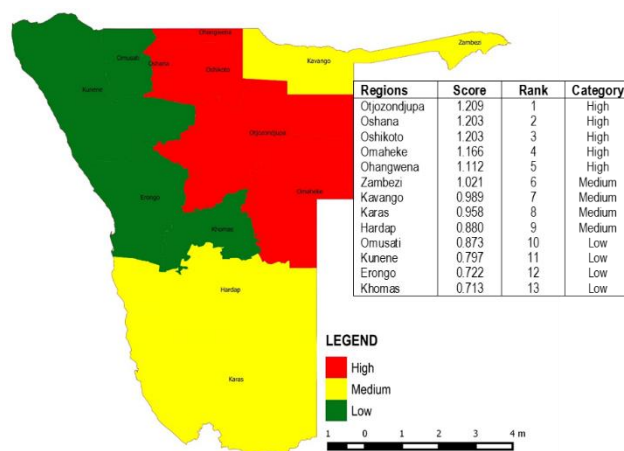 Ohangwena
Zambezi
Omusati
Oshana
Kavango
Oshikoto
Kunene
Otjozondjupa
Omaheke
Erongo
Khomas
Hardap
Karas
Regions Score Rank Category
Otjozondjupa 1.209 1 High
Oshana 1.203 2 High
Oshikoto 1.203 3 High
Omaheke 1.166 4 High
Ohangwena 1.112 5 High
Zambezi 1.021 6 Medium
Kavango 0.989 7 Medium
Karas 0.958 8 Medium
Hardap 0.880 9 Medium
Omusati 0.873 10 Low
Kunene 0.797 11 Low
Erongo 0.722 12 Low
Khomas 0.713 13 Low
LEGEND
High
Medium
Low
1 0 1 2 3 4 m